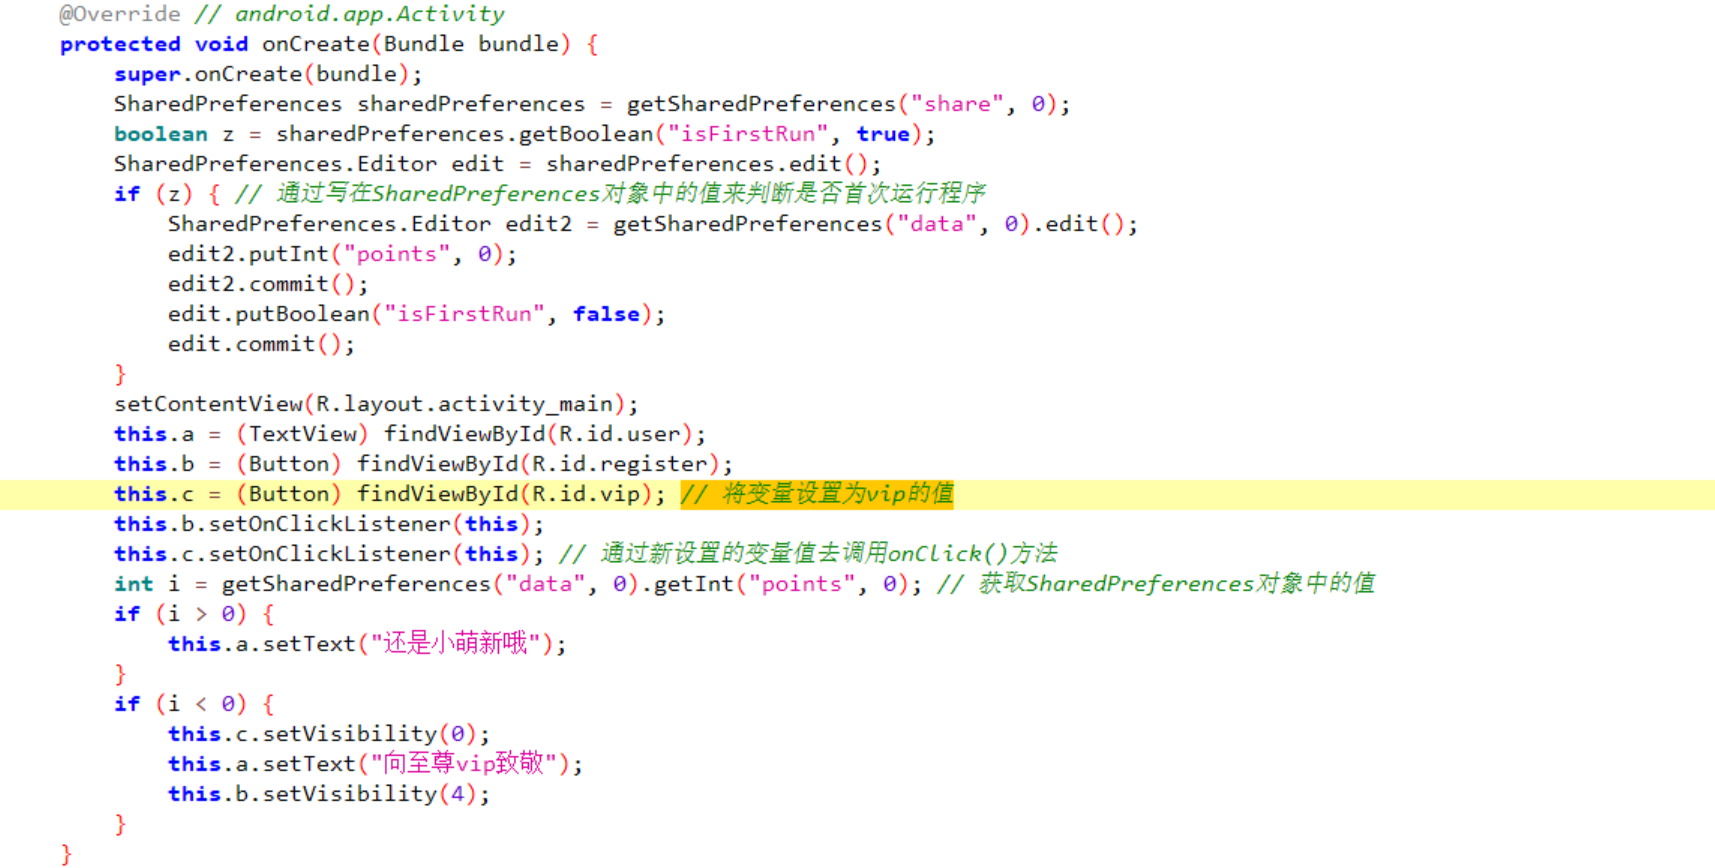 @Override // android.app.Activity
protected void onCreate(Bundle bundle) {
super.onCreate(bundle);
SharedPreferences sharedPreferences = getSharedPreferences("share", 0);
boolean z = sharedPreferences.getBoolean("isFirstRun", true);
SharedPreferences.Editor edit = sharedPreferences.edit();
if (z) { // 通过写在SharedPreferences对象中的值来判断是否首次运行程序
SharedPreferences.Editor edit2 = getSharedPreferences("data", 0).edit();
edit2.putInt("points", 0);
edit2.commit();
edit.putBoolean("isFirstRun", false);
edit.commit();
}
setContentView(R.layout.activity_main);
this.a = (TextView) findViewById(R.id.user);
this.b = (Button) findViewById(R.id.register);
this.c = (Button) findViewById(R.id.vip); // 将变量设置为vip的值
this.b.setOnClickListener(this);
this.c.setOnClickListener(this); // 通过新设置的变量值去调用onClick()方法
int i = getSharedPreferences("data", 0).getInt("points", 0); // 获取SharedPreferences对象中的值
if (i > 0) {
this.a.setText("还是小萌新哦");
}
if (i < 0) {
this.c.setVisibility(0);
this.a.setText("向至尊vip致敬");
this.b.setVisibility(4);
}
}